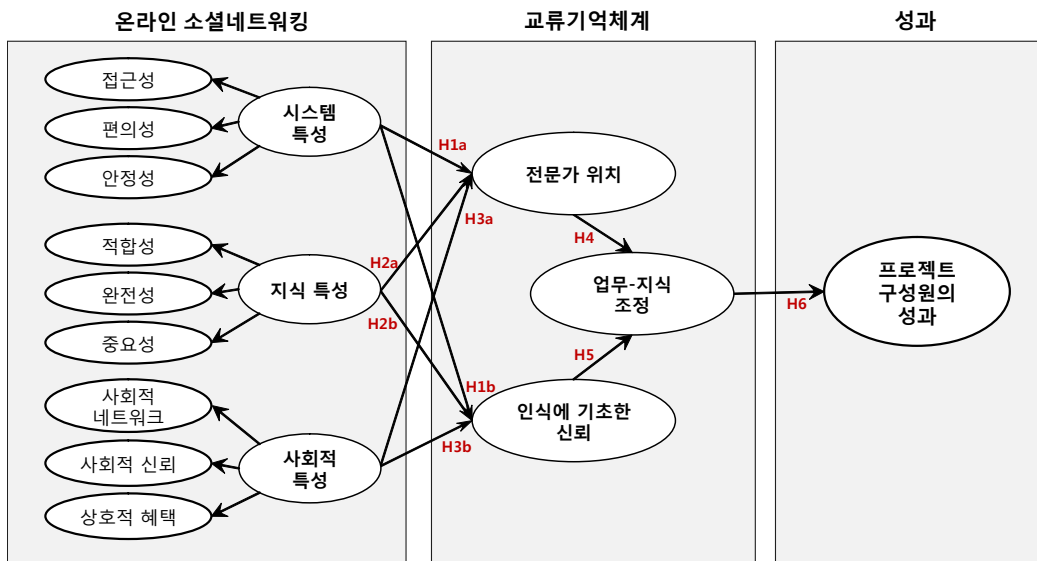 온라인 소셜네트워킹
교류기억체계
성과
접근성
편의성
안정성
시스템
특성
적합성
완전성
중요성
지식 특성
사회적
네트워크
사회적 신뢰
상호적 혜택
사회적
특성
H1a
H3a
H2a
H2b
H1b
H3b
전문가 위치
H4
업무-지식
조정
H5
인식에 기초한
신뢰
H6
프로젝트
구성원의
성과